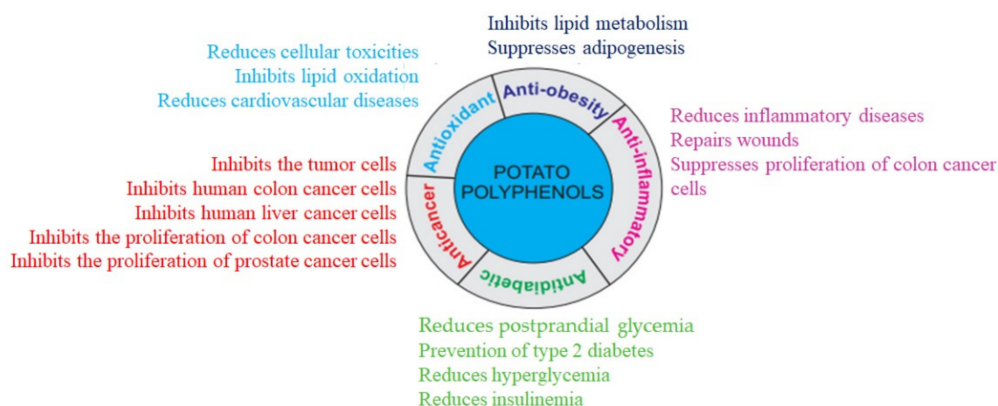 Inhibits lipid metabolism
Suppresses adipogenesis
Reduces cellular toxicities
Inhibits lipid oxidation
Reduces cardiovascular diseases
Antioxidant
Anti-obesity
Anti-inflammatory
Reduces inflammatory diseases
Repairs wounds
Suppresses proliferation of colon cancer
cells
POTATO
POLYPHENOLS
Inhibits the tumor cells
Inhibits human colon cancer cells
Inhibits human liver cancer cells
Inhibits the proliferation of colon cancer cells
Inhibits the proliferation of prostate cancer cells
Anticancer
Antidiabetic
Reduces postprandial glycemia
Prevention of type 2 diabetes
Reduces hyperglycemia
Reduces insulinemia